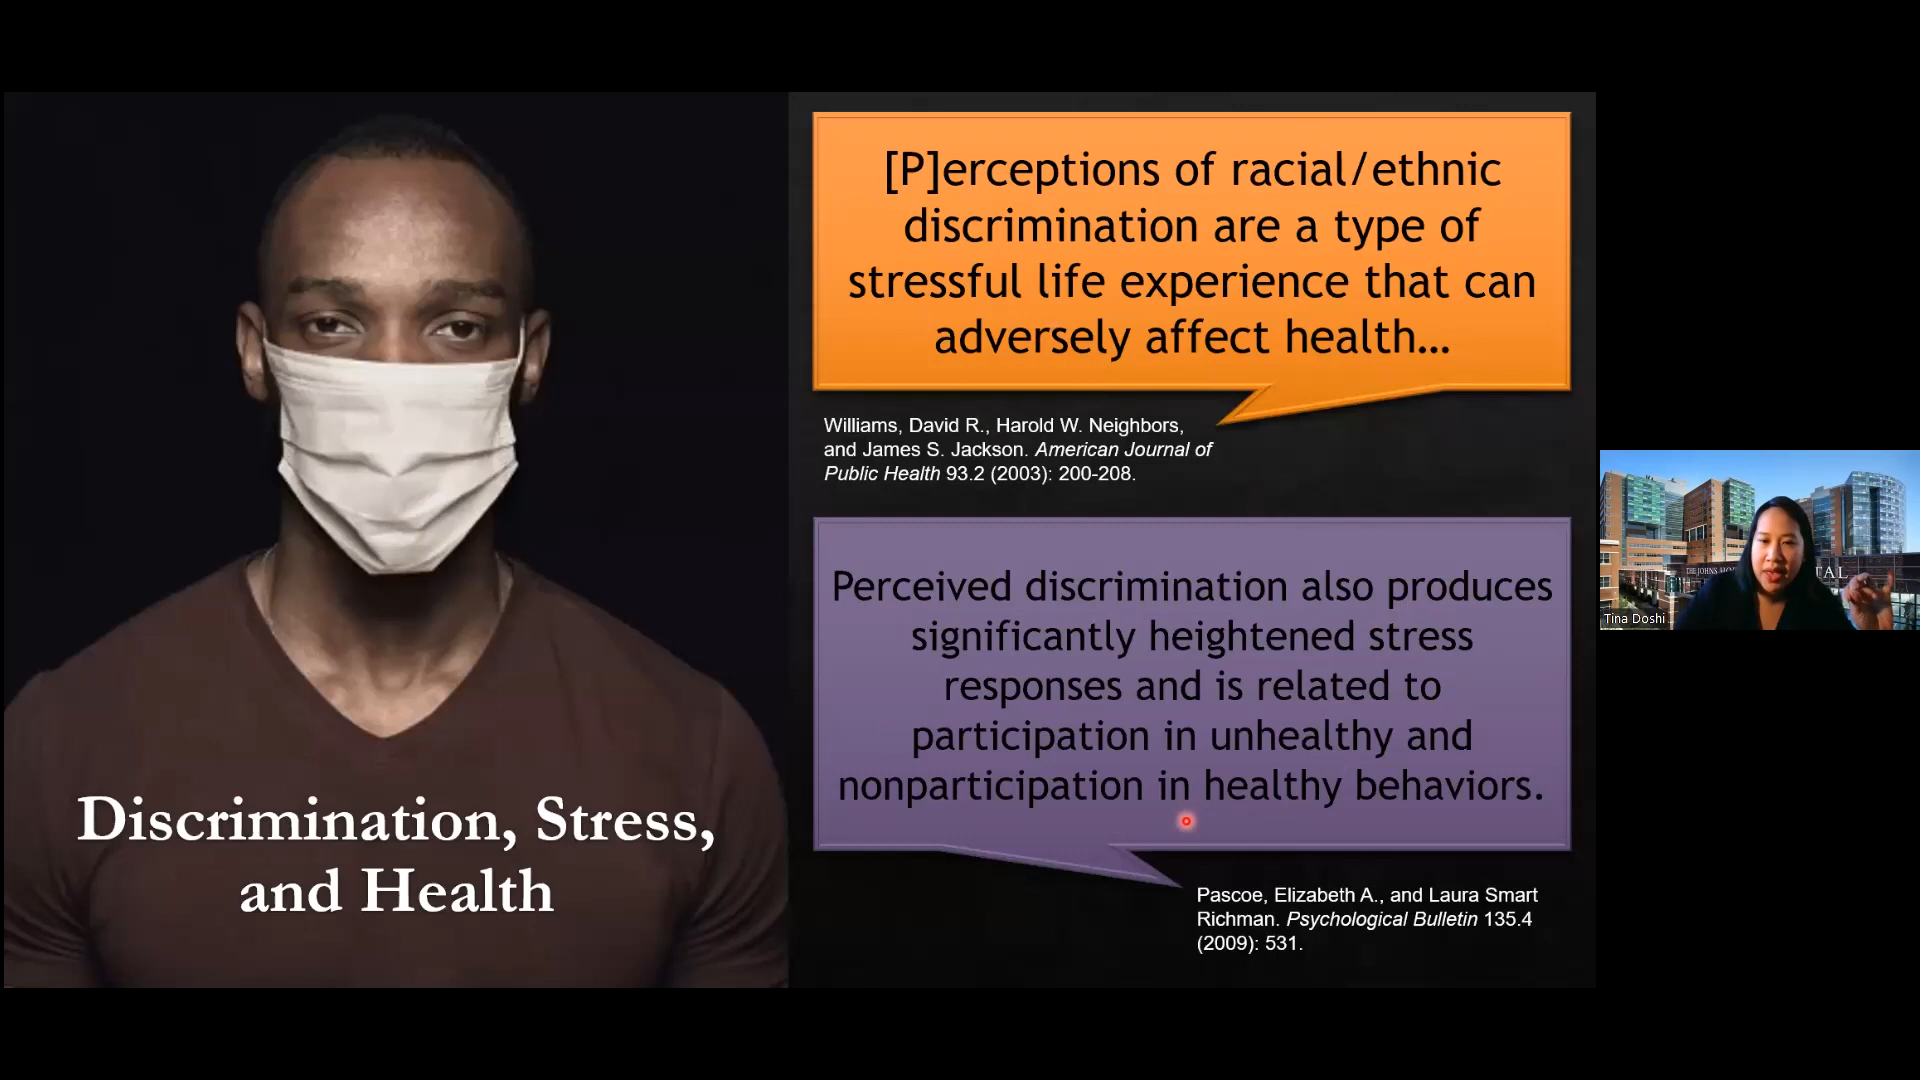 [P]erceptions of racial/ethnic
discrimination are a type of
stressful life experience that can
adversely affect health...
Williams, David R., Harold W. Neighbors,
and James S. Jackson. American Journal of
Public Health 93.2 (2003): 200-208.
Perceived discrimination also produces
significantly heightened stress
responses and is related to
participation in unhealthy and
nonparticipation in healthy behaviors.
Pascoe, Elizabeth A., and Laura Smart
Richman. Psychological Bulletin 135.4
(2009): 531.
Discrimination, Stress,
and Health
THE JOHNS
Tina Doshi